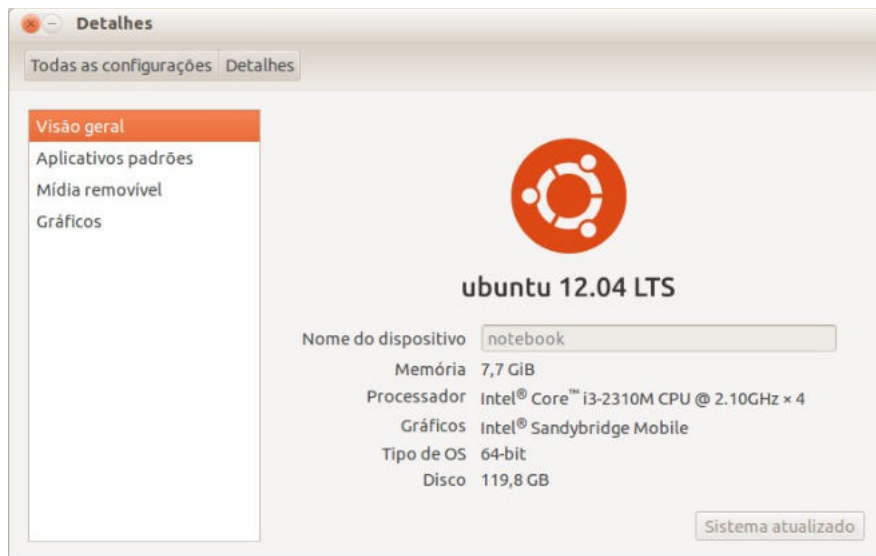 Detalhes
Todas as configurações Detalhes
Visão geral
Aplicativos padrões
Mídia removível
Gráficos
ubuntu 12.04 LTS
Nome do dispositivo notebook
Memória 7,7 GiB
Processador Intel® Core™ i3-2310M CPU @ 2.10GHz × 4
Gráficos Intel® Sandybridge Mobile
Tipo de OS 64-bit
Disco 119,8 GB
Sistema atualizado